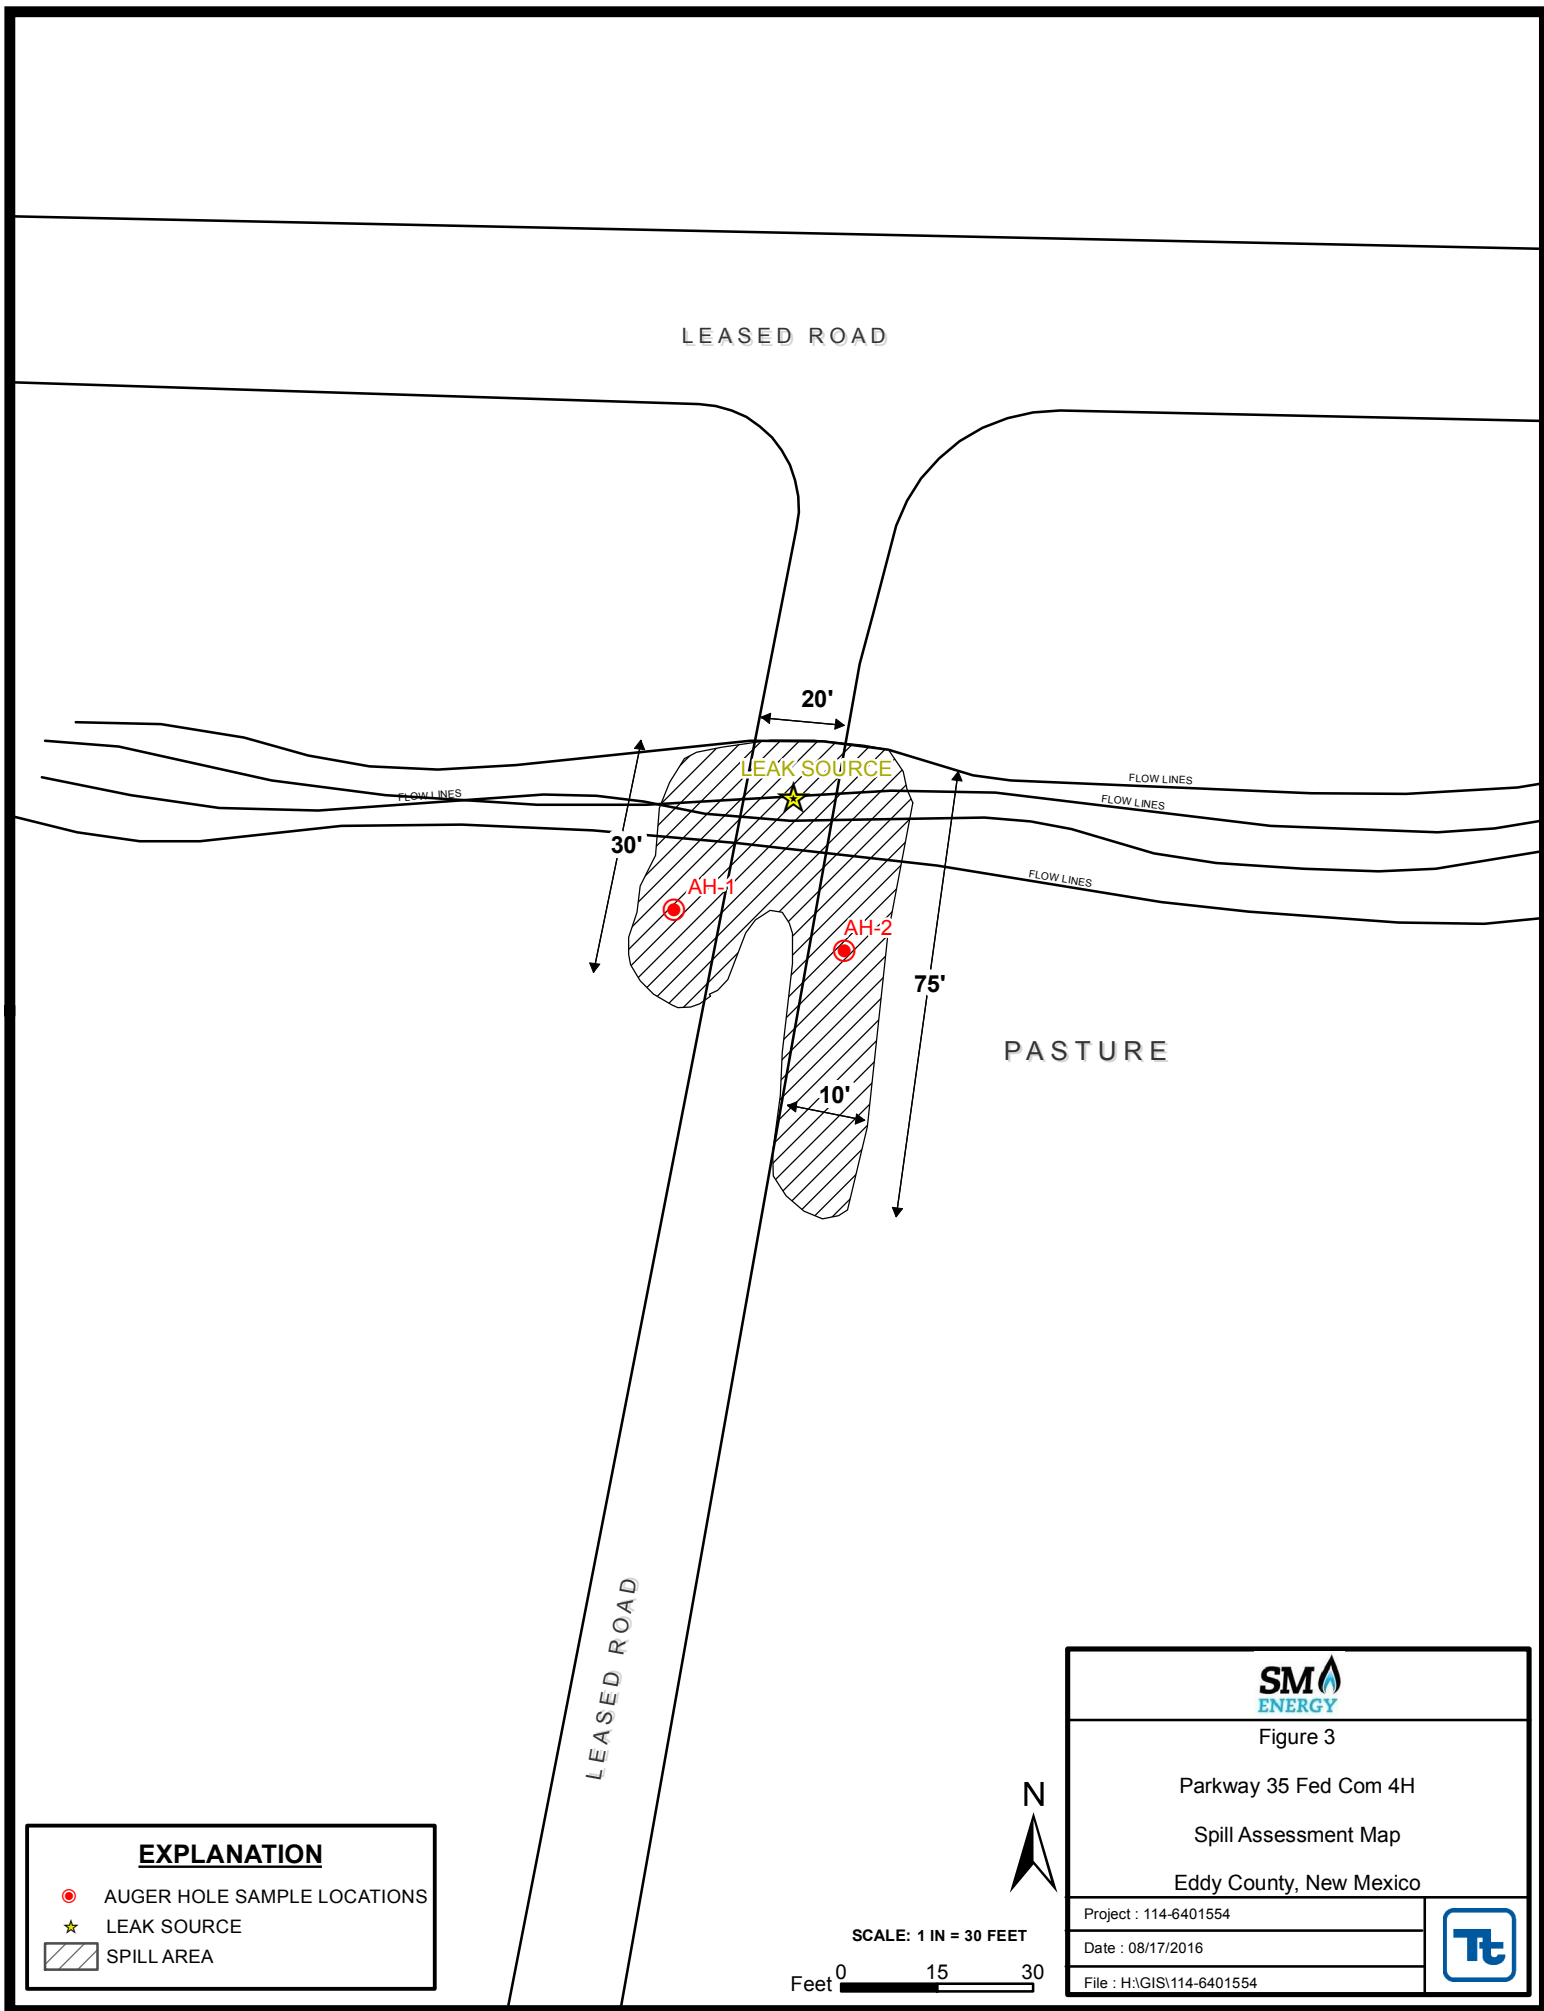 LEASED ROAD
20'
LEAK SOURCE
FLOW LINES
FLOW LINES
FLOW LINES
30'
FLOW LINES
AH-1
AH-2
75'
PASTURE
10'
LEASED ROAD
EXPLANATION
AUGER HOLE SAMPLE LOCATIONS
LEAK SOURCE
SPILL AREA
N
SCALE: 1 IN = 30 FEET
Feet 0 15 30
SM ENERGY
Figure 3
Parkway 35 Fed Com 4H
Spill Assessment Map
Eddy County, New Mexico
Project : 114-6401554
Date : 08/17/2016
File : H:\GIS\114-6401554
Tt